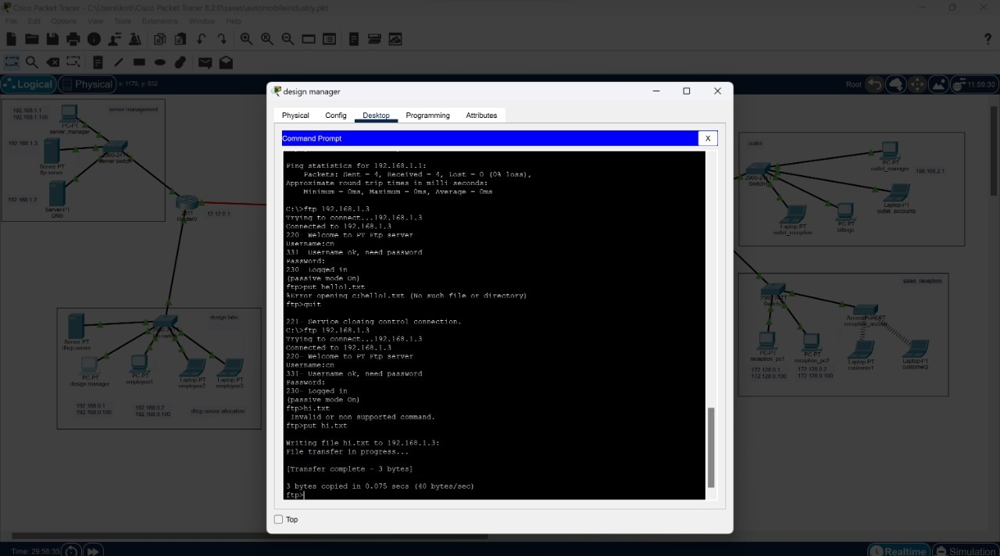 Cisco Packet Tracer - C:\Users\koti\Cisco Packet Tracer 8.2.0\saves\automobileindustry.pkt
File Edit Options View Tools Extensions Window Help
Logical Physical x: 1179, y: 832
Root 11:59:30
192.168.1.1
192.168.1.100
server management
PC-PT
server_manager
192.168.1.3
Server-PT
ftp server
2960-24TT
server switch
192.168.1.2
Server-PT
DNS
2811
Router0
12.12.0.1
design labs
Server-PT
dhcp server
PC-PT
design manager
PC-PT
employee1
Laptop-PT
employee2
Laptop-PT
employee3
192.168.0.1
192.168.0.100
192.168.0.2
192.168.0.100
dhcp server allocation
design manager
Physical Config Desktop Programming Attributes
Command Prompt X
Ping statistics for 192.168.1.1:
Packets: Sent = 4, Received = 4, Lost = 0 (0% loss),
Approximate round trip times in milli-seconds:
Minimum = 0ms, Maximum = 0ms, Average = 0ms
C:\>ftp 192.168.1.3
Trying to connect...192.168.1.3
Connected to 192.168.1.3
220- Welcome to PT Ftp server
Username:cn
331- Username ok, need password
Password:
230- Logged in
(passive mode On)
ftp>put hello1.txt
%Error opening c:hello1.txt (No such file or directory)
ftp>quit
221- Service closing control connection.
C:\>ftp 192.168.1.3
Trying to connect...192.168.1.3
Connected to 192.168.1.3
220- Welcome to PT Ftp server
Username:cn
331- Username ok, need password
Password:
230- Logged in
(passive mode On)
ftp>hi.txt
Invalid or non supported command.
ftp>put hi.txt
Writing file hi.txt to 192.168.1.3:
File transfer in progress...
[Transfer complete - 3 bytes]
3 bytes copied in 0.075 secs (40 bytes/sec)
ftp>
Top
outlet
PC-PT
outlet_manager
198.168.2.1
2960-24TT
Switch1
Laptop-PT
outlet_accounts
Laptop-PT
outlet_reception
PC-PT
billings
sales_reception
2960-24TT
Switch2
PC-PT
reception_pc1
PC-PT
reception_pc2
Laptop-PT
customer1
Laptop-PT
customer2
172.128.0.1
172.128.0.100
172.128.0.2
172.128.0.100
Time: 29:56:35
Realtime Simulation